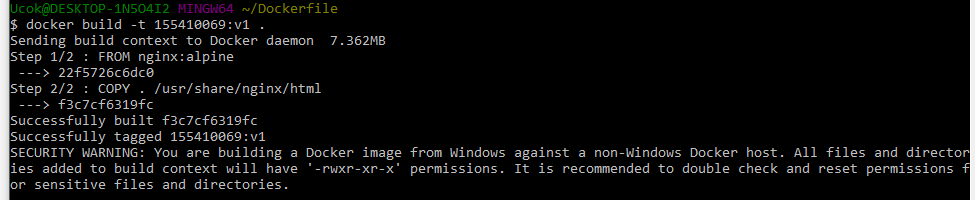 Ucok@DESKTOP-1N5O4I2 MINGW64 ~/Dockerfile
$ docker build -t 155410069:v1 .
Sending build context to Docker daemon  7.362MB
Step 1/2 : FROM nginx:alpine
 ---> 22f5726c6dc0
Step 2/2 : COPY . /usr/share/nginx/html
 ---> f3c7cf6319fc
Successfully built f3c7cf6319fc
Successfully tagged 155410069:v1
SECURITY WARNING: You are building a Docker image from Windows against a non-Windows Docker host. All files and director
ies added to build context will have '-rwxr-xr-x' permissions. It is recommended to double check and reset permissions f
or sensitive files and directories.